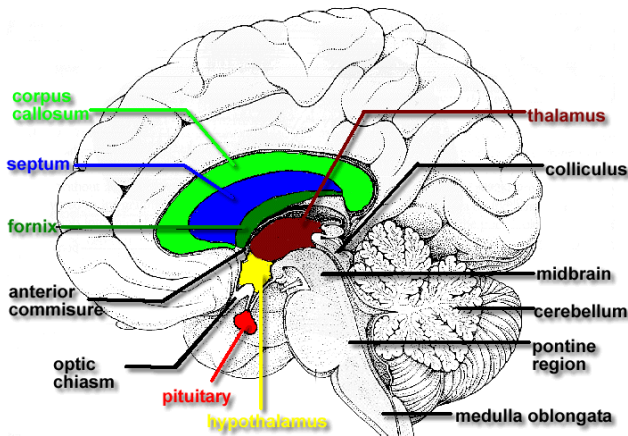 corpus
callosum
thalamus
septum
colliculus
fornix
midbrain
anterior
commisure
cerebellum
optic
chiasm
pontine
region
pituitary
hypothalamus
medulla oblongata